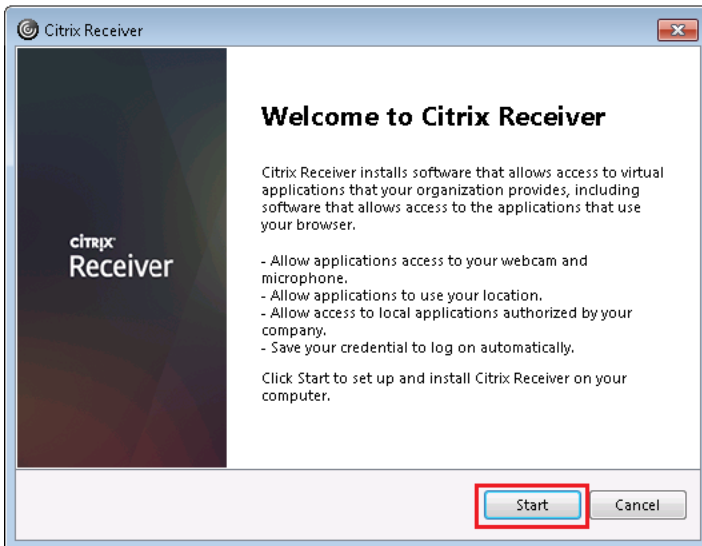 Citrix Receiver
Welcome to Citrix Receiver
Citrix Receiver installs software that allows access to virtual
applications that your organization provides, including
software that allows access to the applications that use
your browser.
- Allow applications access to your webcam and
microphone.
- Allow applications to use your location.
- Allow access to local applications authorized by your
company.
- Save your credential to log on automatically.
Click Start to set up and install Citrix Receiver on your
computer.
CITRIX
Receiver
Start
Cancel